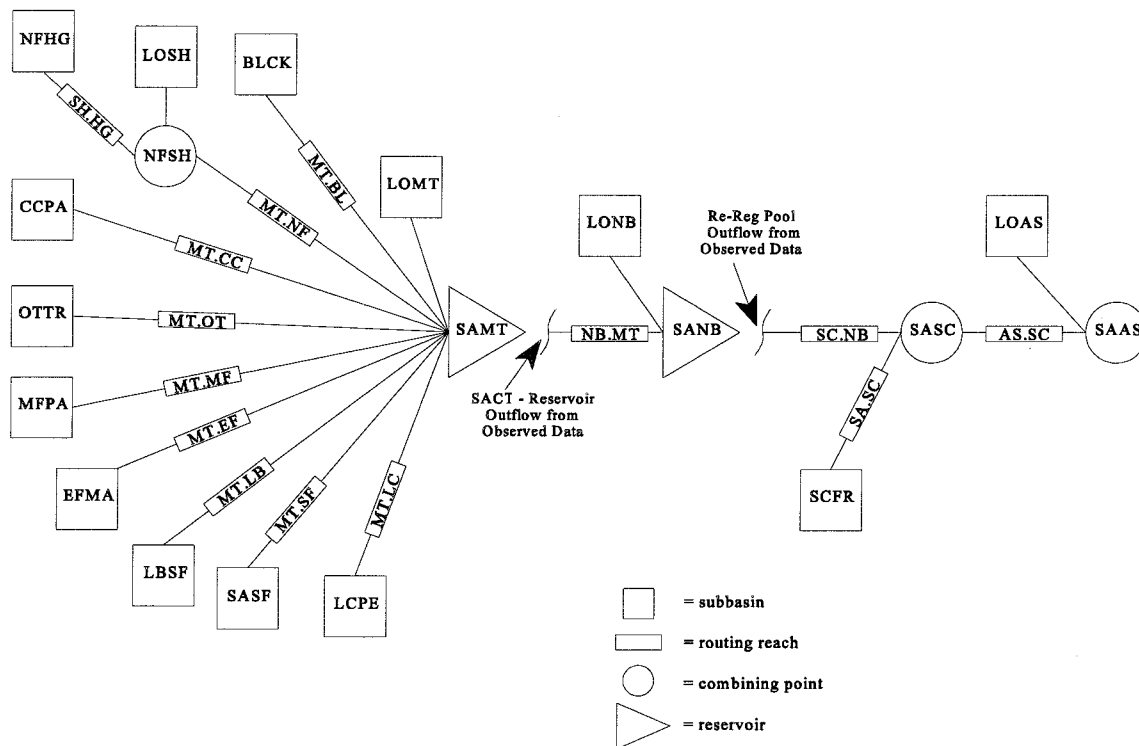 NFHG
LOSH
BLCK
SH.HG
NFSH
MT.BL
LOMT
CCPA
MT.NF
MT.CC
LONB
Re-Reg Pool
Outflow from
Observed Data
LOAS
OTTR
MT.OT
SAMT
NB.MT
SANB
SC.NB
SASC
AS.SC
SAAS
MFPA
MT.MF
SACT - Reservoir
Outflow from
Observed Data
SA.SC
MT.EF
EFMA
MT.LB
MT.SF
MT.LC
SCFR
LBSF
SASF
LCPE
= subbasin
= routing reach
= combining point
= reservoir